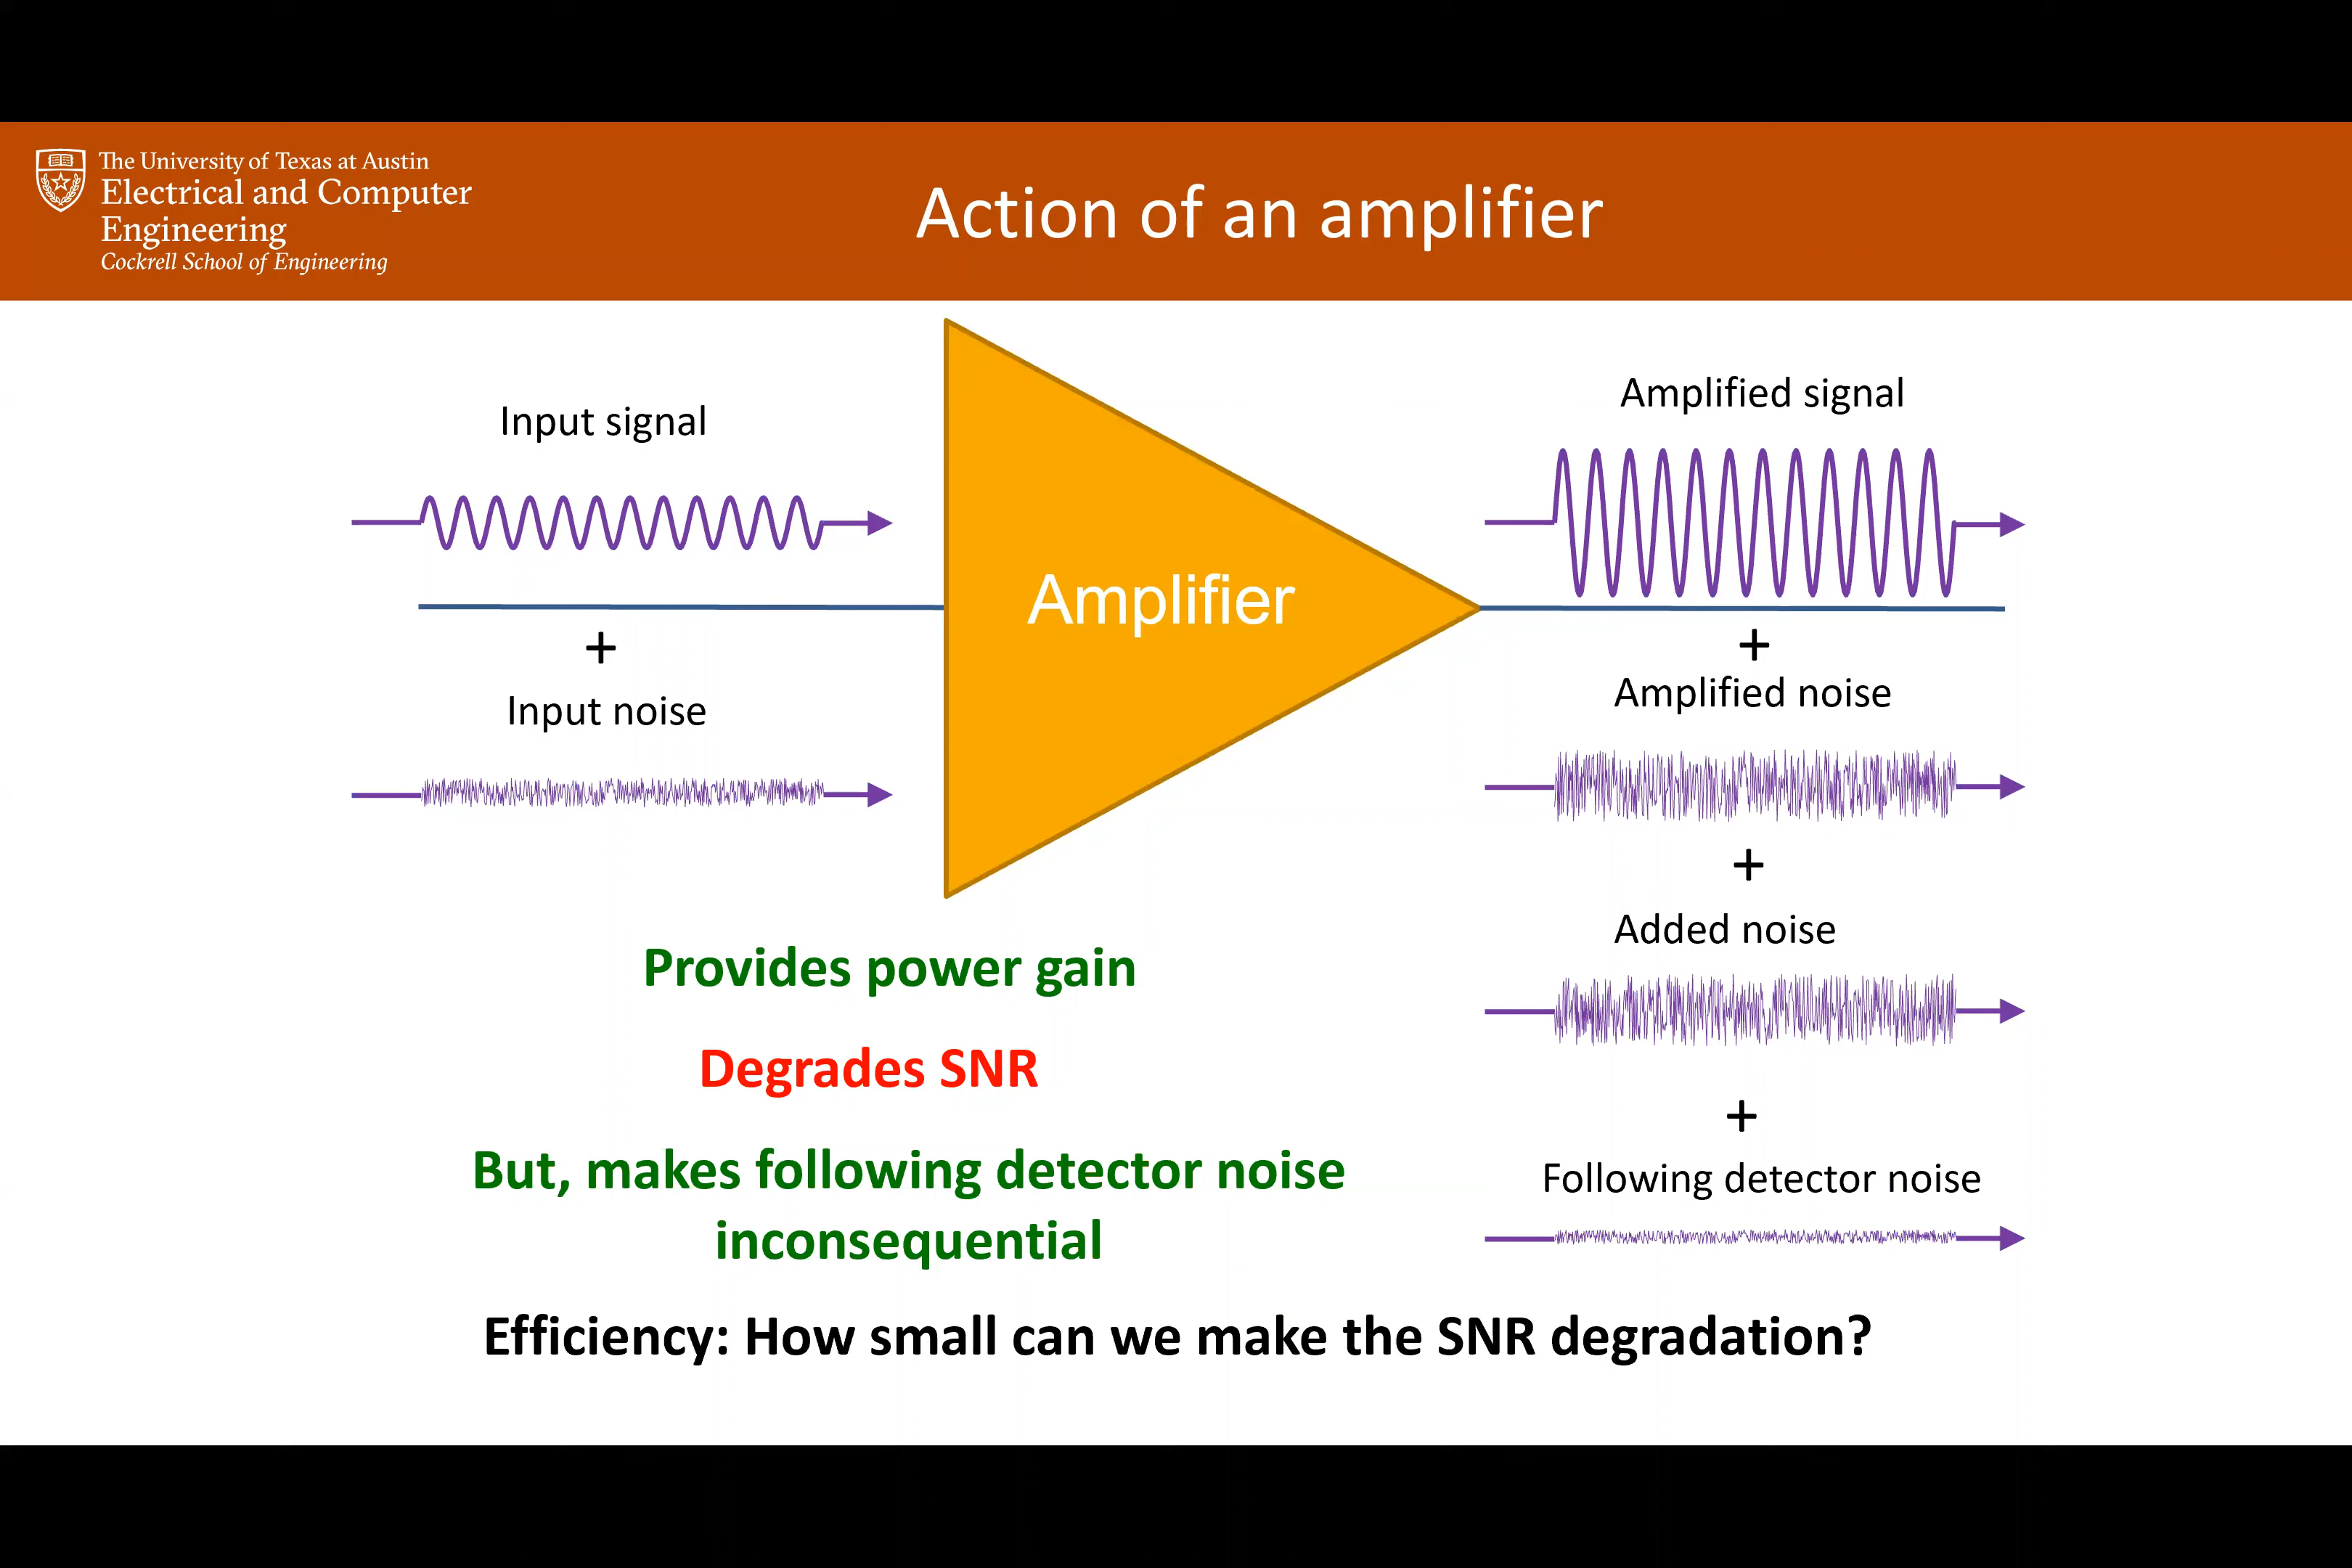 The University of Texas at Austin
Electrical and Computer
Engineering
Cockrell School of Engineering
Action of an amplifier
Input signal
+
Input noise
Amplifier
Amplified signal
+
Amplified noise
+
Added noise
+
Following detector noise
Provides power gain
Degrades SNR
But, makes following detector noise
inconsequential
Efficiency: How small can we make the SNR degradation?